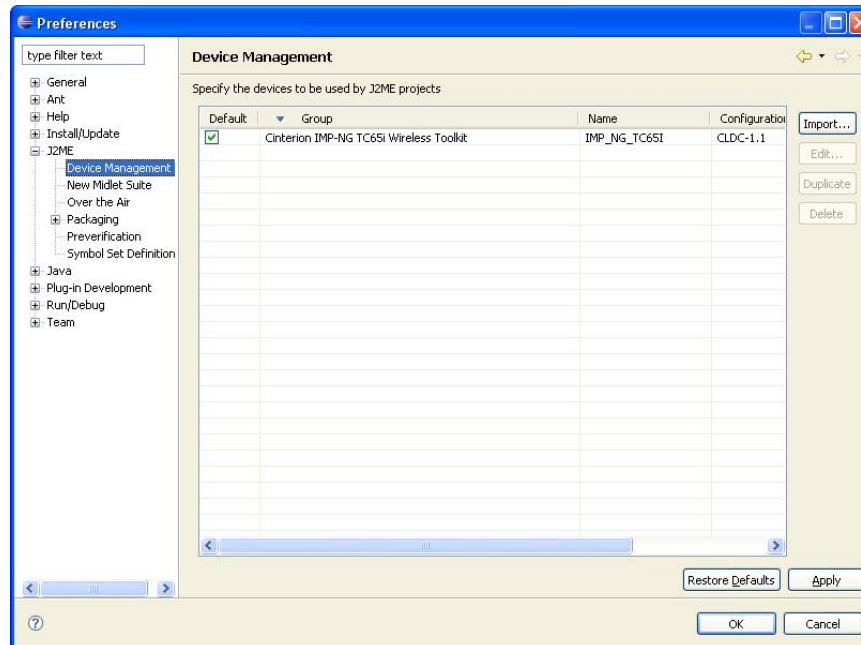 Preferences
type filter text
General
Ant
Help
Install/Update
J2ME
Device Management
New Midlet Suite
Over the Air
Packaging
Preverification
Symbol Set Definition
Java
Plug-in Development
Run/Debug
Team
Device Management
Specify the devices to be used by J2ME projects
Default Group Name Configuration
Cinterion IMP-NG TC65i Wireless Toolkit IMP_NG_TC65I CLDC-1.1
Import...
Edit...
Duplicate
Delete
Restore Defaults Apply
OK Cancel